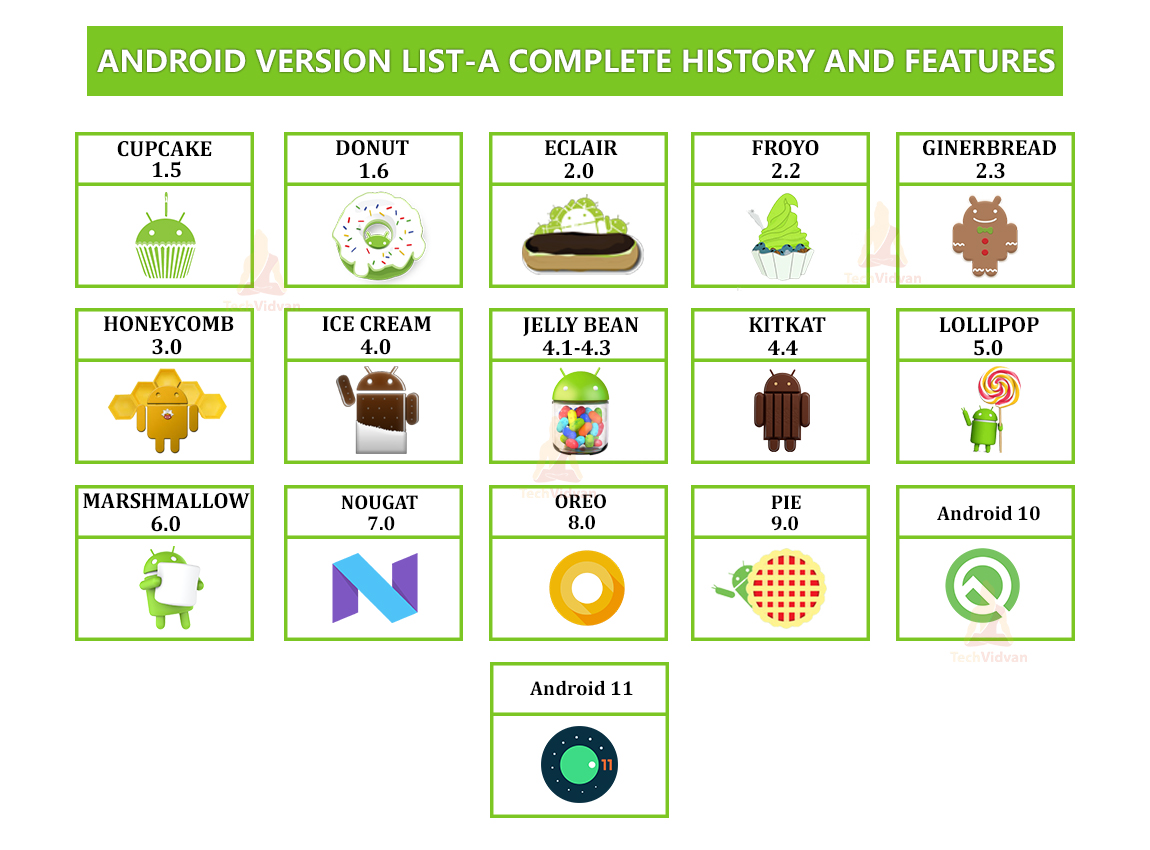 ANDROID VERSION LIST-A COMPLETE HISTORY AND FEATURES
CUPCAKE
1.5
DONUT
1.6
ECLAIR
2.0
FROYO
2.2
GINERBREAD
2.3
TechVidvan
TechVidvan
HONEYCOMB
3.0
ICE CREAM
4.0
JELLY BEAN
4.1-4.3
KITKAT
4.4
LOLLIPOP
5.0
TechVidvan
MARSHMALLOW
6.0
NOUGAT
7.0
OREO
8.0
PIE
9.0
Android 10
TechVidvan
Android 11
11